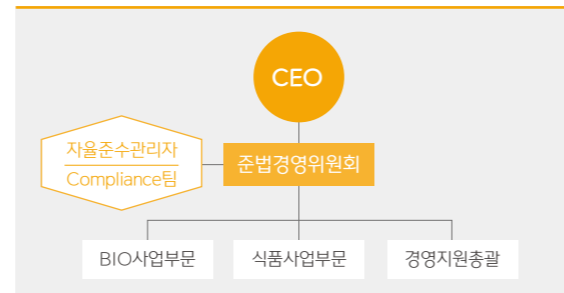 CEO
자율준수관리자
Compliance팀
준법경영위원회
BIO사업부문
식품사업부문
경영지원총괄